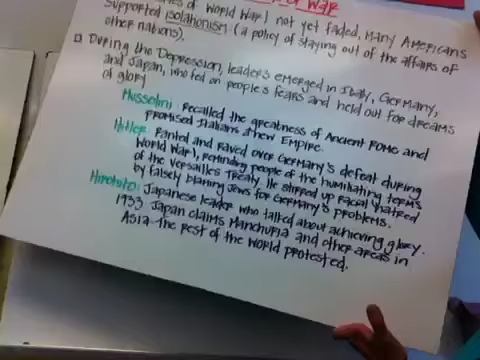 of War
ies of World War I not yet faded, Many Americans
Supported isolationism (a policy of staying out of the affairs of
other nations).
During the Depression, leaders emerged in Italy, Germany,
and Japan, who fed on people's fears and held out for dreams
of glory
Mussolini: Recalled the greatness of Ancient Rome and
promised Italians a new Empire.
Hitler: Ranted and raved over Germany's defeat during
World War I, reminding people of the humiliating terms
of the Versailles Treaty. He stirred up racial hatred
by falsely blaming Jews for Germany's problems.
Hirohito: Japanese leader who talked about achieving glory.
1933 Japan claims Manchuria and other areas in
Asia the rest of the world protested.